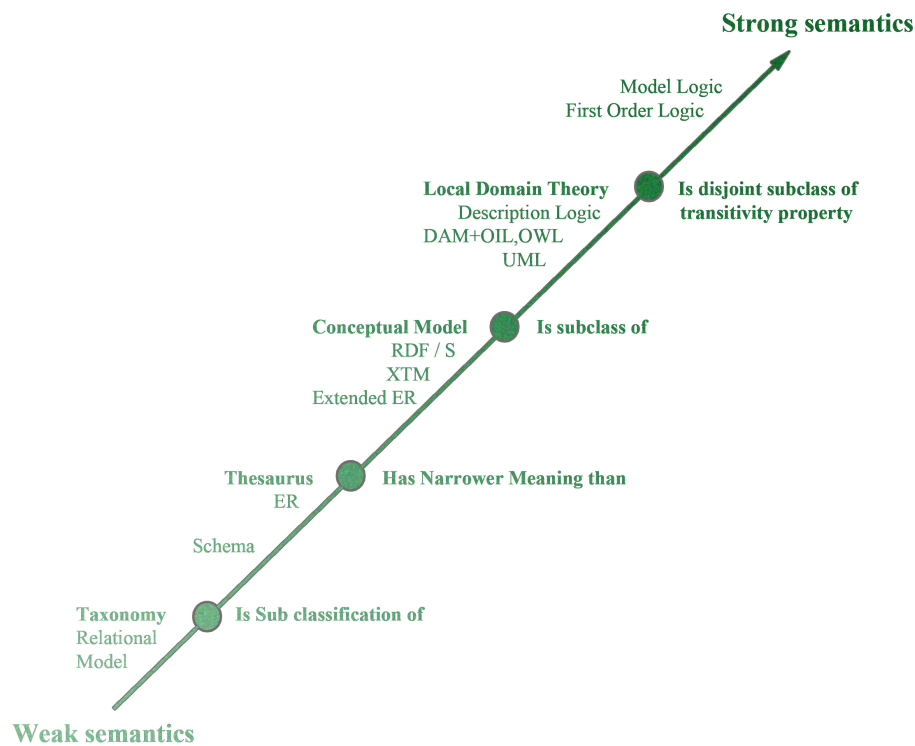 Strong semantics
Model Logic
First Order Logic
Local Domain Theory
Is disjoint subclass of
transitivity property
Description Logic
DAM+OIL,OWL
UML
Conceptual Model
Is subclass of
RDF / S
XTM
Extended ER
Thesaurus
Has Narrower Meaning than
ER
Schema
Taxonomy
Is Sub classification of
Relational
Model
Weak semantics